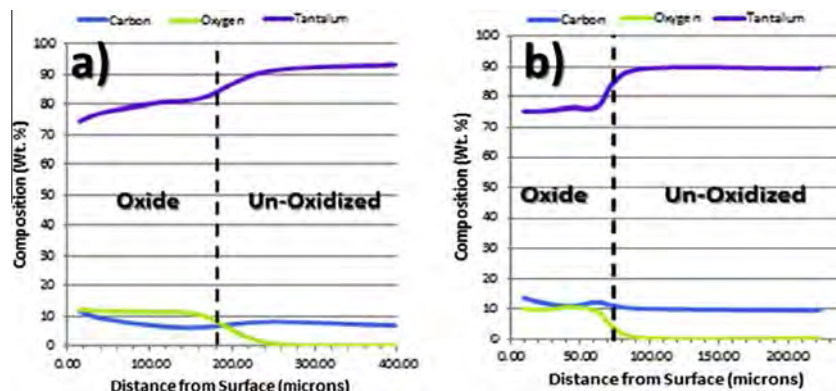 Carbon Oxygen Tantalum
a)
Composition (Wt. %)
100
90
80
70
60
50
40
30
20
10
0
Oxide Un-Oxidized
0.00 100.00 200.00 300.00 400.00
Distance from Surface (microns)
Carbon Oxygen Tantalum
b)
Composition (Wt. %)
100
90
80
70
60
50
40
30
20
10
0
Oxide Un-Oxidized
0.00 50.00 100.00 150.00 200.00
Distance from Surface (microns)